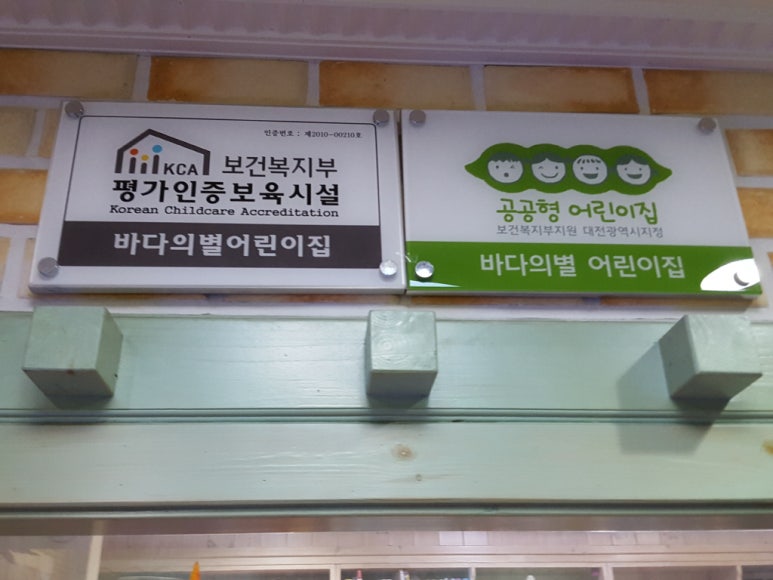 인증번호 : 제2010-00210호
KCA 보건복지부
평가인증보육시설
Korean Childcare Accreditation
바다의별어린이집
공공형 어린이집
보건복지부지원 대전광역시지정
바다의별 어린이집